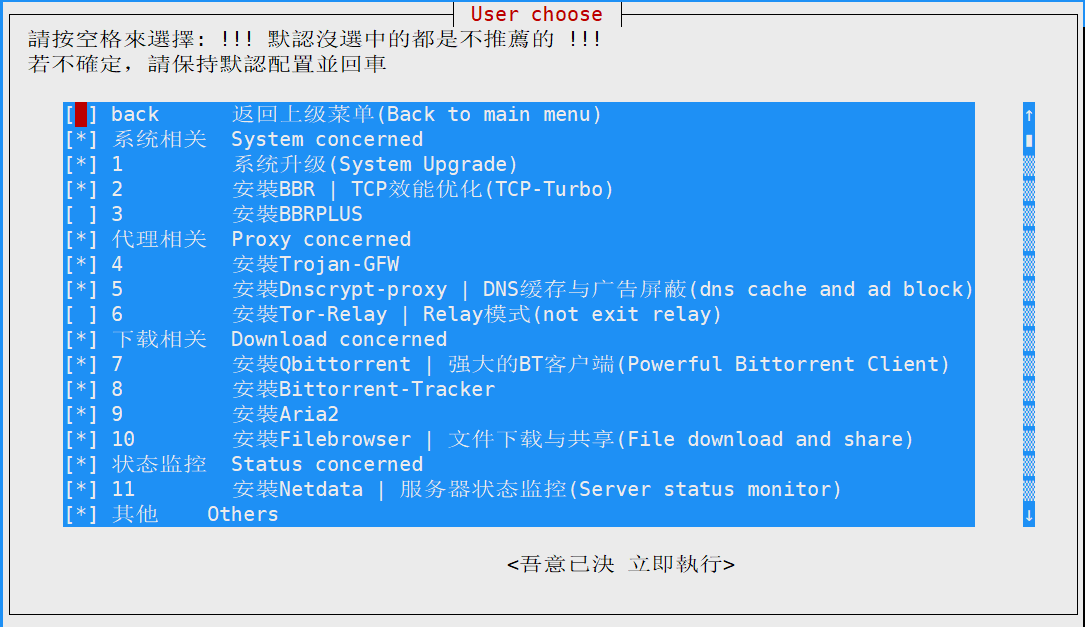 User choose
請按空格來選擇: !!! 默認沒選中的都是不推薦的 !!!
若不確定，請保持默認配置並回車
[ ] back 返回上级菜单(Back to main menu)
[*] 系统相关 System concerned
[*] 1 系统升级(System Upgrade)
[*] 2 安裝BBR | TCP效能优化(TCP-Turbo)
[ ] 3 安裝BBRPLUS
[*] 代理相关 Proxy concerned
[*] 4 安裝Trojan-GFW
[*] 5 安裝Dnscrypt-proxy | DNS缓存与广告屏蔽(dns cache and ad block)
[ ] 6 安裝Tor-Relay | Relay模式(not exit relay)
[*] 下载相关 Download concerned
[*] 7 安裝Qbittorrent | 强大的BT客户端(Powerful Bittorrent Client)
[*] 8 安裝Bittorrent-Tracker
[*] 9 安裝Aria2
[*] 10 安裝Filebrowser | 文件下载与共享(File download and share)
[*] 状态监控 Status concerned
[*] 11 安裝Netdata | 服务器状态监控(Server status monitor)
[*] 其他 Others
<吾意已決 立即執行>